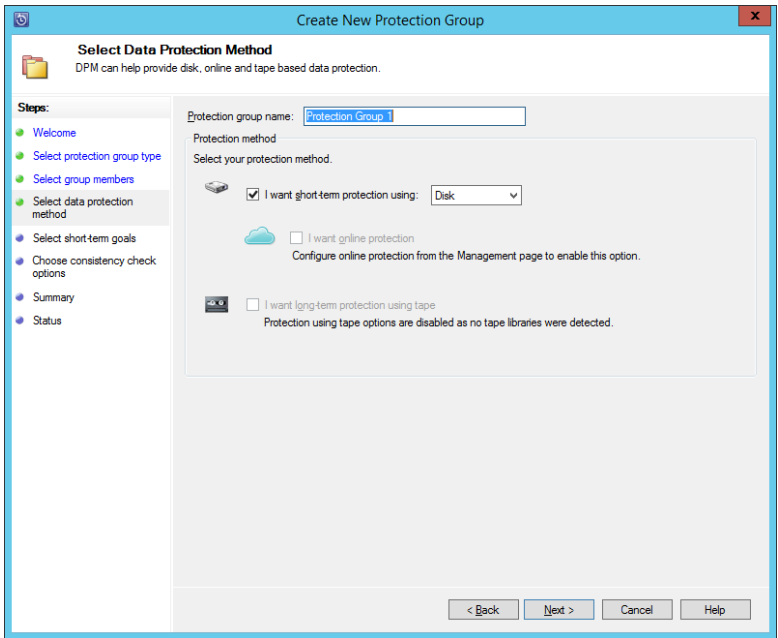 Create New Protection Group
x
Select Data Protection Method
DPM can help provide disk, online and tape based data protection.
Steps:
Welcome
Select protection group type
Select group members
Select data protection
method
Select short-term goals
Choose consistency check
options
Summary
Status
Protection group name: Protection Group 1
Protection method
Select your protection method.
I want short-term protection using: Disk
I want online protection
Configure online protection from the Management page to enable this option.
I want long-term protection using tape
Protection using tape options are disabled as no tape libraries were detected.
< Back Next > Cancel Help